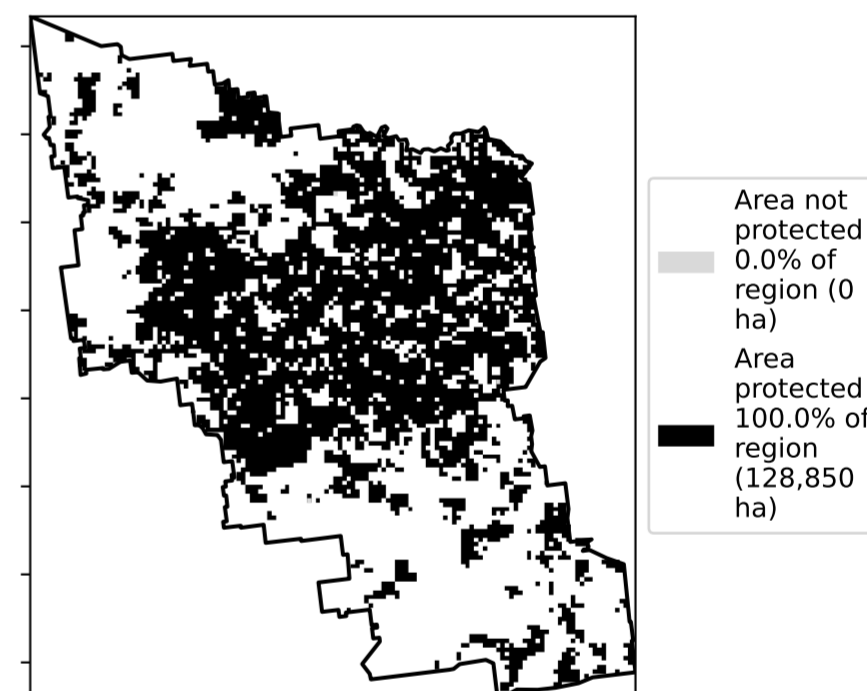 Area not
protected
0.0% of
region (0
ha)
Area
protected
100.0% of
region
(128,850
ha)